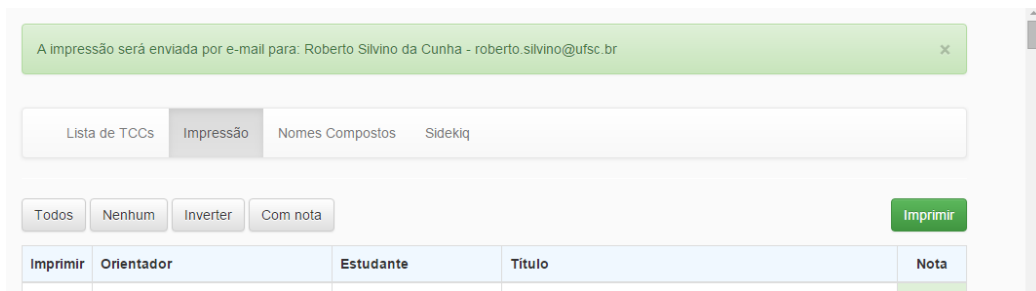 A impressão será enviada por e-mail para: Roberto Silvino da Cunha - roberto.silvino@ufsc.br ×
Lista de TCCs Impressão Nomes Compostos Sidekiq
Todos Nenhum Inverter Com nota Imprimir
Imprimir Orientador Estudante Título Nota